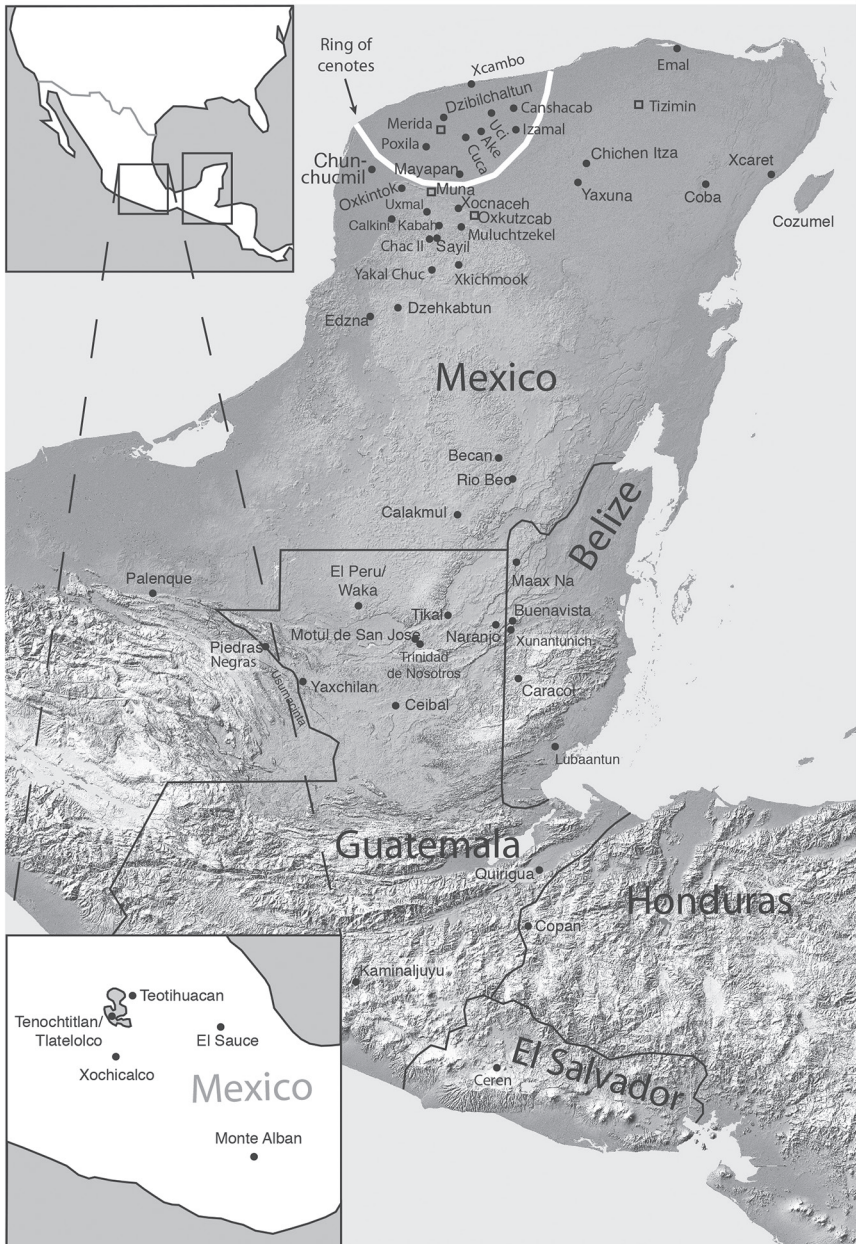 Ring of
cenotes
Xcambo
Emal
Dzibilchaltun
Canshacab
Tizimin
Merida
Uci
Izamal
Ake
Poxila
Cuca
Chichen Itza
Chun-
chucmil
Mayapan
Xcaret
Oxkintok
Muna
Yaxuna
Coba
Uxmal
Xocnaceh
Oxkutzcab
Cozumel
Calkini
Kabah
Muluchtzekel
Chac II
Sayil
Yakal Chuc
Xkichmook
Dzehkabtun
Edzna
Mexico
Becan
Rio Bec
Calakmul
Belize
Palenque
El Peru/
Waka
Maax Na
Tikal
Buenavista
Motul de San Jose
Naranjo
Xunantunich
Piedras
Negras
Trinidad
de Nosotros
Usumacinta
Yaxchilan
Caracol
Ceibal
Lubaantun
Guatemala
Quirigua
Honduras
Copan
Kaminaljuyu
El Salvador
Ceren
Teotihuacan
Tenochtitlan/
Tlatelolco
El Sauce
Xochicalco
Mexico
Monte Alban